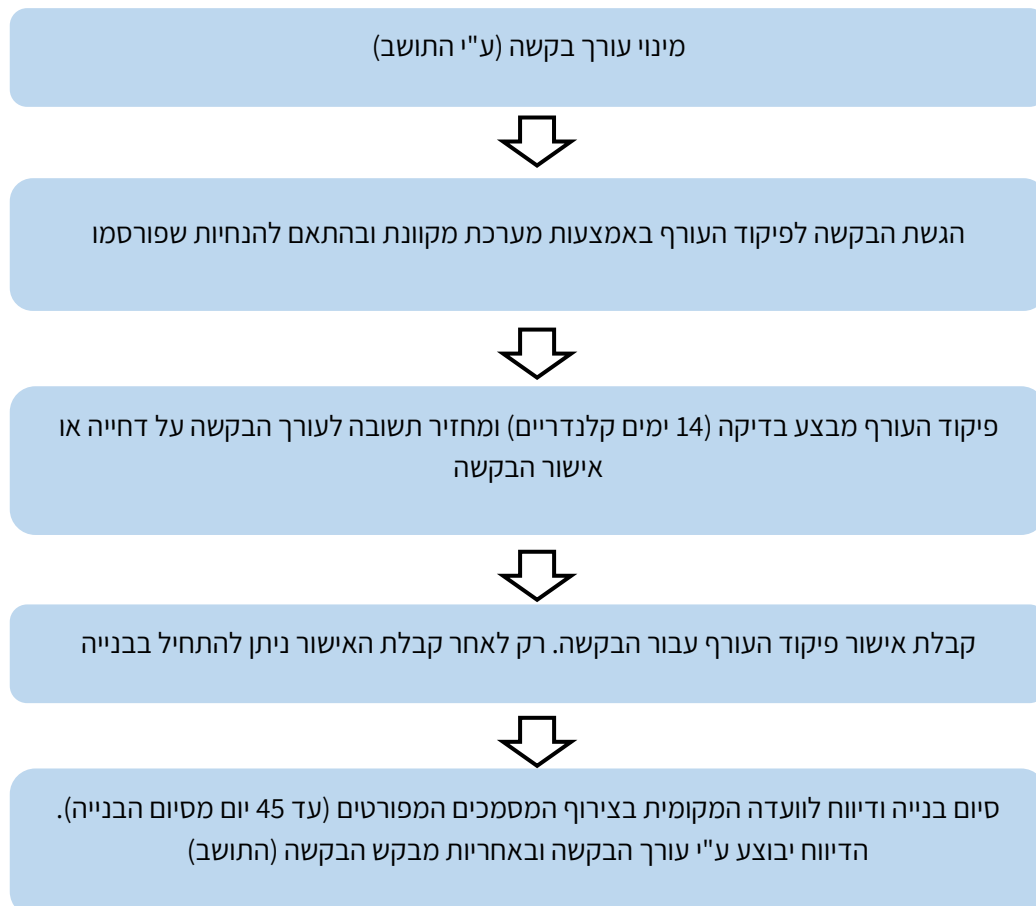 מינוי עורך בקשה (ע"י התושב)
הגשת הבקשה לפיקוד העורף באמצעות מערכת מקוונת ובהתאם להנחיות שפורסמו
פיקוד העורף מבצע בדיקה (14 ימים קלנדריים) ומחזיר תשובה לעורך הבקשה על דחייה או
אישור הבקשה
קבלת אישור פיקוד העורף עבור הבקשה. רק לאחר קבלת האישור ניתן להתחיל בבנייה
סיום בנייה ודיווח לוועדה המקומית בצירוף המסמכים המפורטים (עד 45 יום מסיום הבנייה).
הדיווח יבוצע ע"י עורך הבקשה ובאחריות מבקש הבקשה (התושב)